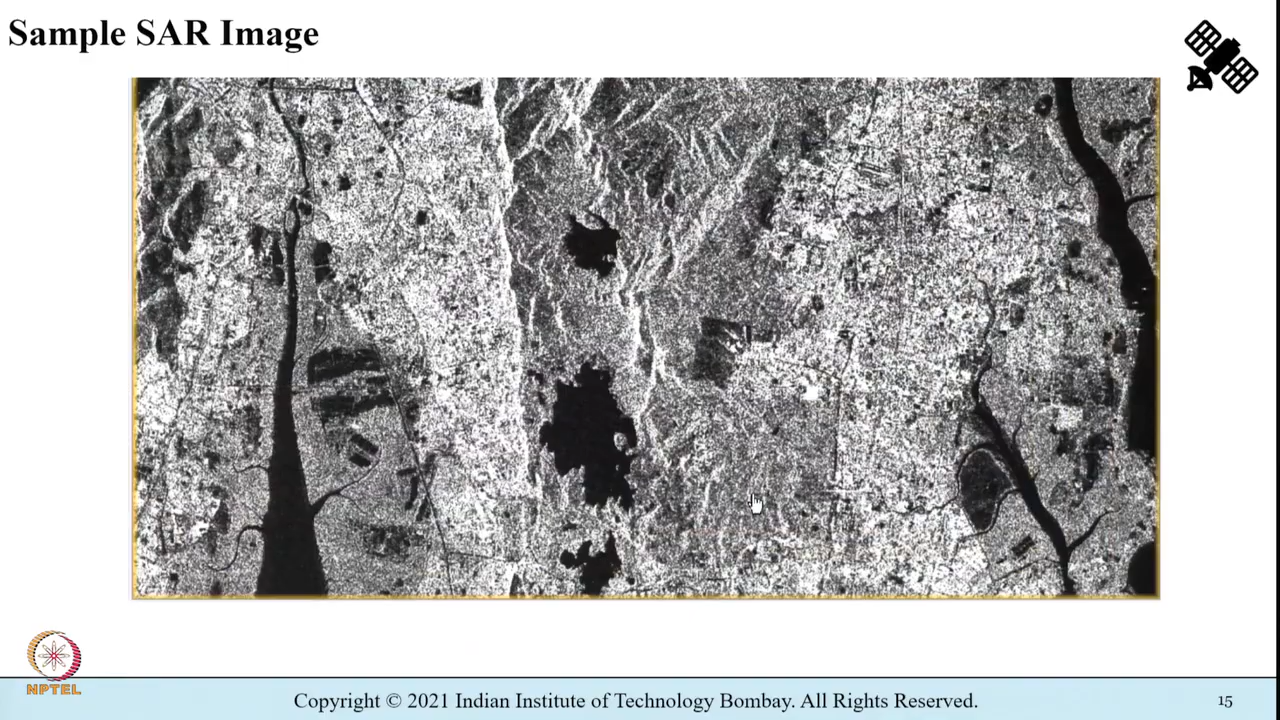 Sample SAR Image
NPTEL
Copyright © 2021 Indian Institute of Technology Bombay. All Rights Reserved.
15